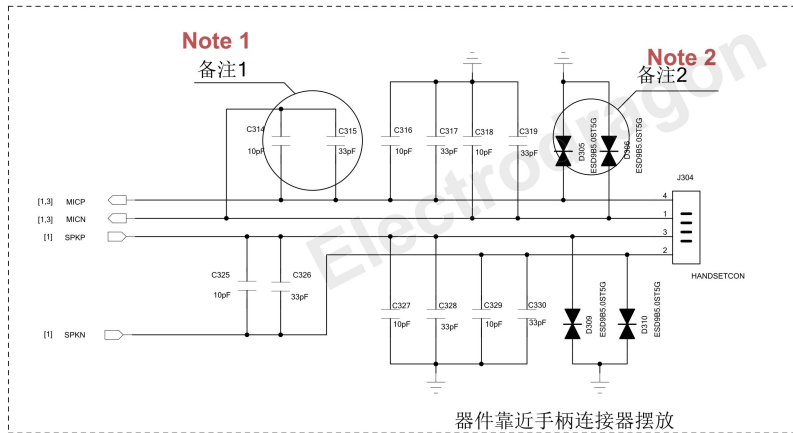 Note 1
备注1
Note 2
备注2
C314
10pF
C315
33pF
C316
10pF
C317
33pF
C318
10pF
C319
33pF
D305
ESD9B5.0ST5G
D306
ESD9B5.0ST5G
J304
4
1
3
2
HANDSETCON
[1,3] MICP
[1,3] MICN
[1] SPKP
[1] SPKN
C325
10pF
C326
33pF
C327
10pF
C328
33pF
C329
10pF
C330
33pF
D309
ESD9B5.0ST5G
D310
ESD9B5.0ST5G
器件靠近手柄连接器摆放
Electrodragon